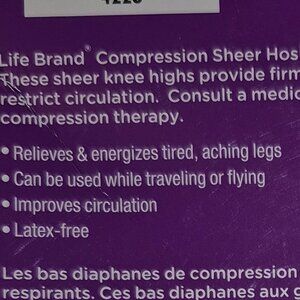 Life Brand® Compression Sheer Hos
These sheer knee highs provide firm
restrict circulation. Consult a medic
compression therapy.
• Relieves & energizes tired, aching legs
• Can be used while traveling or flying
• Improves circulation
• Latex-free
Les bas diaphanes de compression
respirants. Ces bas diaphanes aux g